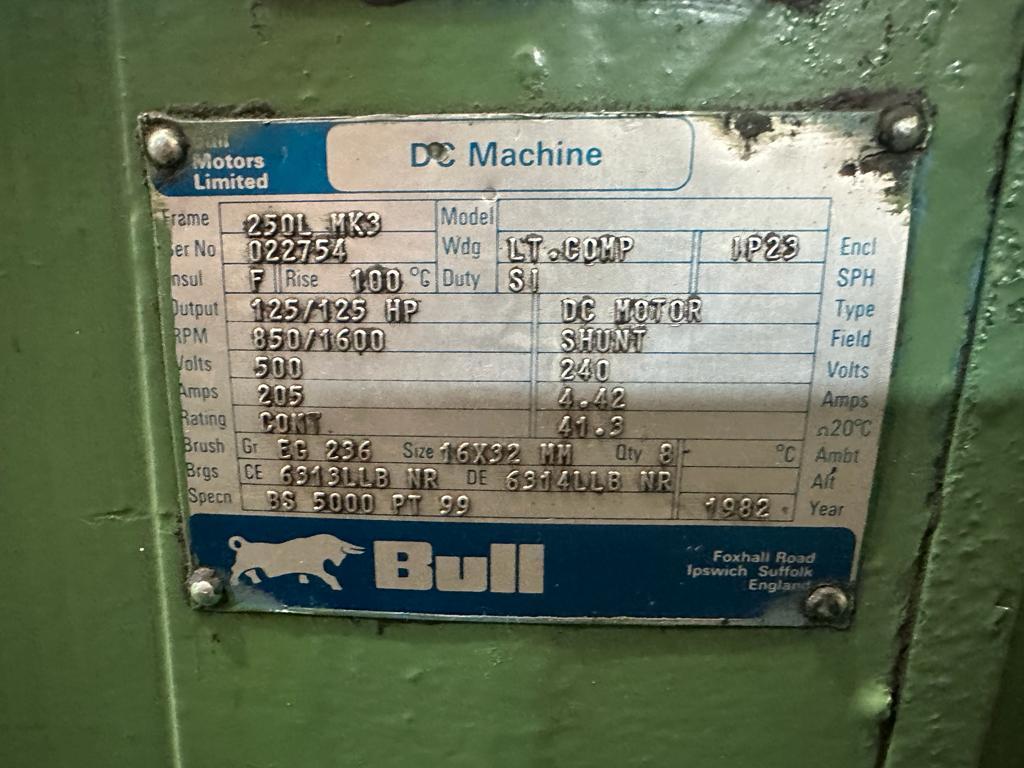 Bull
Motors
Limited
DC Machine
Frame 250L MK3 Model
Ser No 022754 Wdg LT.COMP IP23 Encl
Insul F Rise 100 °C Duty S1 SPH
Output 125/125 HP DC MOTOR Type
RPM 850/1600 SHUNT Field
Volts 500 240 Volts
Amps 205 4.42 Amps
Rating CONT. 41.3 Ω20°C
Brush Gr EG 236 Size 16X32 MM Qty 8 - °C Ambt
Brgs CE 6313LLB NR DE 6314LLB NR Alt
Specn BS 5000 PT 99 1982. Year
Bull
Foxhall Road
Ipswich Suffolk
England